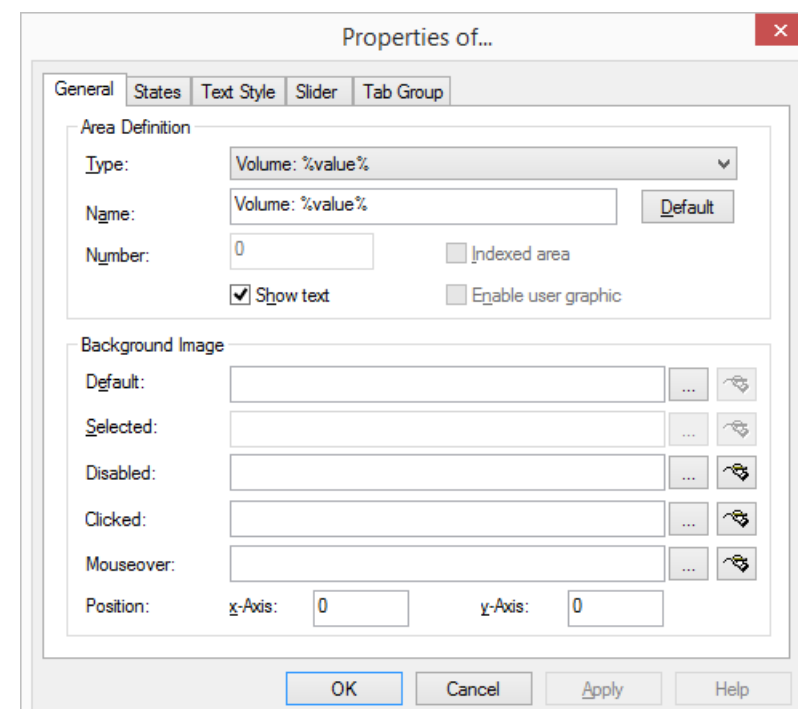 Properties of...
General States Text Style Slider Tab Group
Area Definition
Type: Volume: %value%
Name: Volume: %value% Default
Number: 0 Indexed area
Show text Enable user graphic
Background Image
Default: ...
Selected: ...
Disabled: ...
Clicked: ...
Mouseover: ...
Position: x-Axis: 0 y-Axis: 0
OK Cancel Apply Help